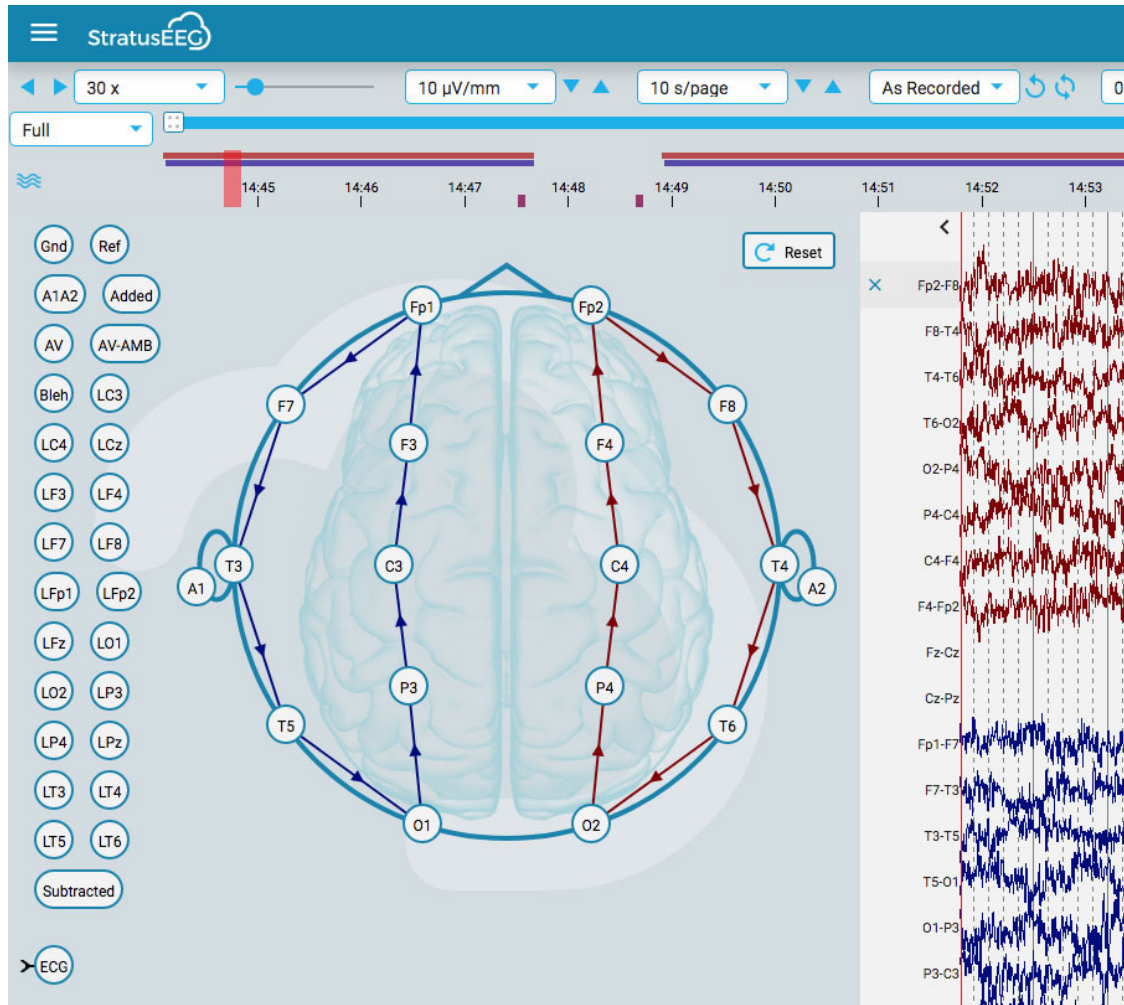 StratusEEG
30 x
10 µV/mm
10 s/page
As Recorded
0
Full
14:45 14:46 14:47 14:48 14:49 14:50 14:51 14:52 14:53
Gnd Ref
A1A2 Added
AV AV-AMB
Bleh LC3
LC4 LCz
LF3 LF4
LF7 LF8
LFp1 LFp2
LFz LO1
LO2 LP3
LP4 LPz
LT3 LT4
LT5 LT6
Subtracted
ECG
Reset
Fp1 Fp2
F7 F8
F3 F4
A1 T3 C3 C4 T4 A2
P3 P4
T5 T6
O1 O2
Fp2-F8
F8-T4
T4-T6
T6-O2
O2-P4
P4-C4
C4-F4
F4-Fp2
Fz-Cz
Cz-Pz
Fp1-F7
F7-T3
T3-T5
T5-O1
O1-P3
P3-C3